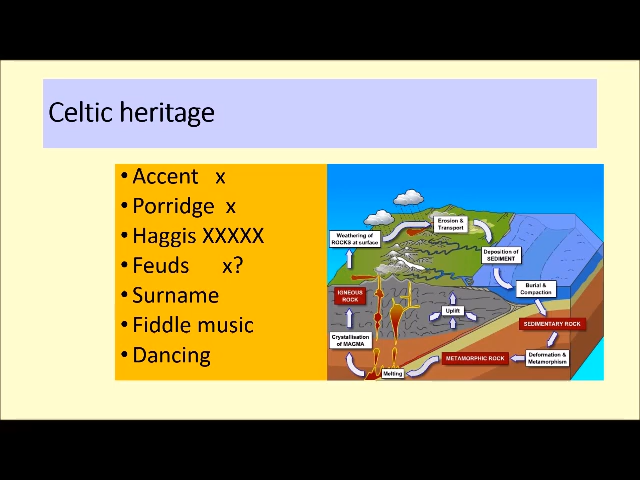 Celtic heritage
• Accent x
• Porridge x
• Haggis XXXXX
• Feuds x?
• Surname
• Fiddle music
• Dancing
Erosion &
Transport
Weathering of
ROCKS at surface
Deposition of
SEDIMENT
Burial &
Compaction
IGNEOUS
ROCK
Uplift
SEDIMENTARY ROCK
Crystallisation
of MAGMA
Deformation &
Metamorphism
METAMORPHIC ROCK
Melting